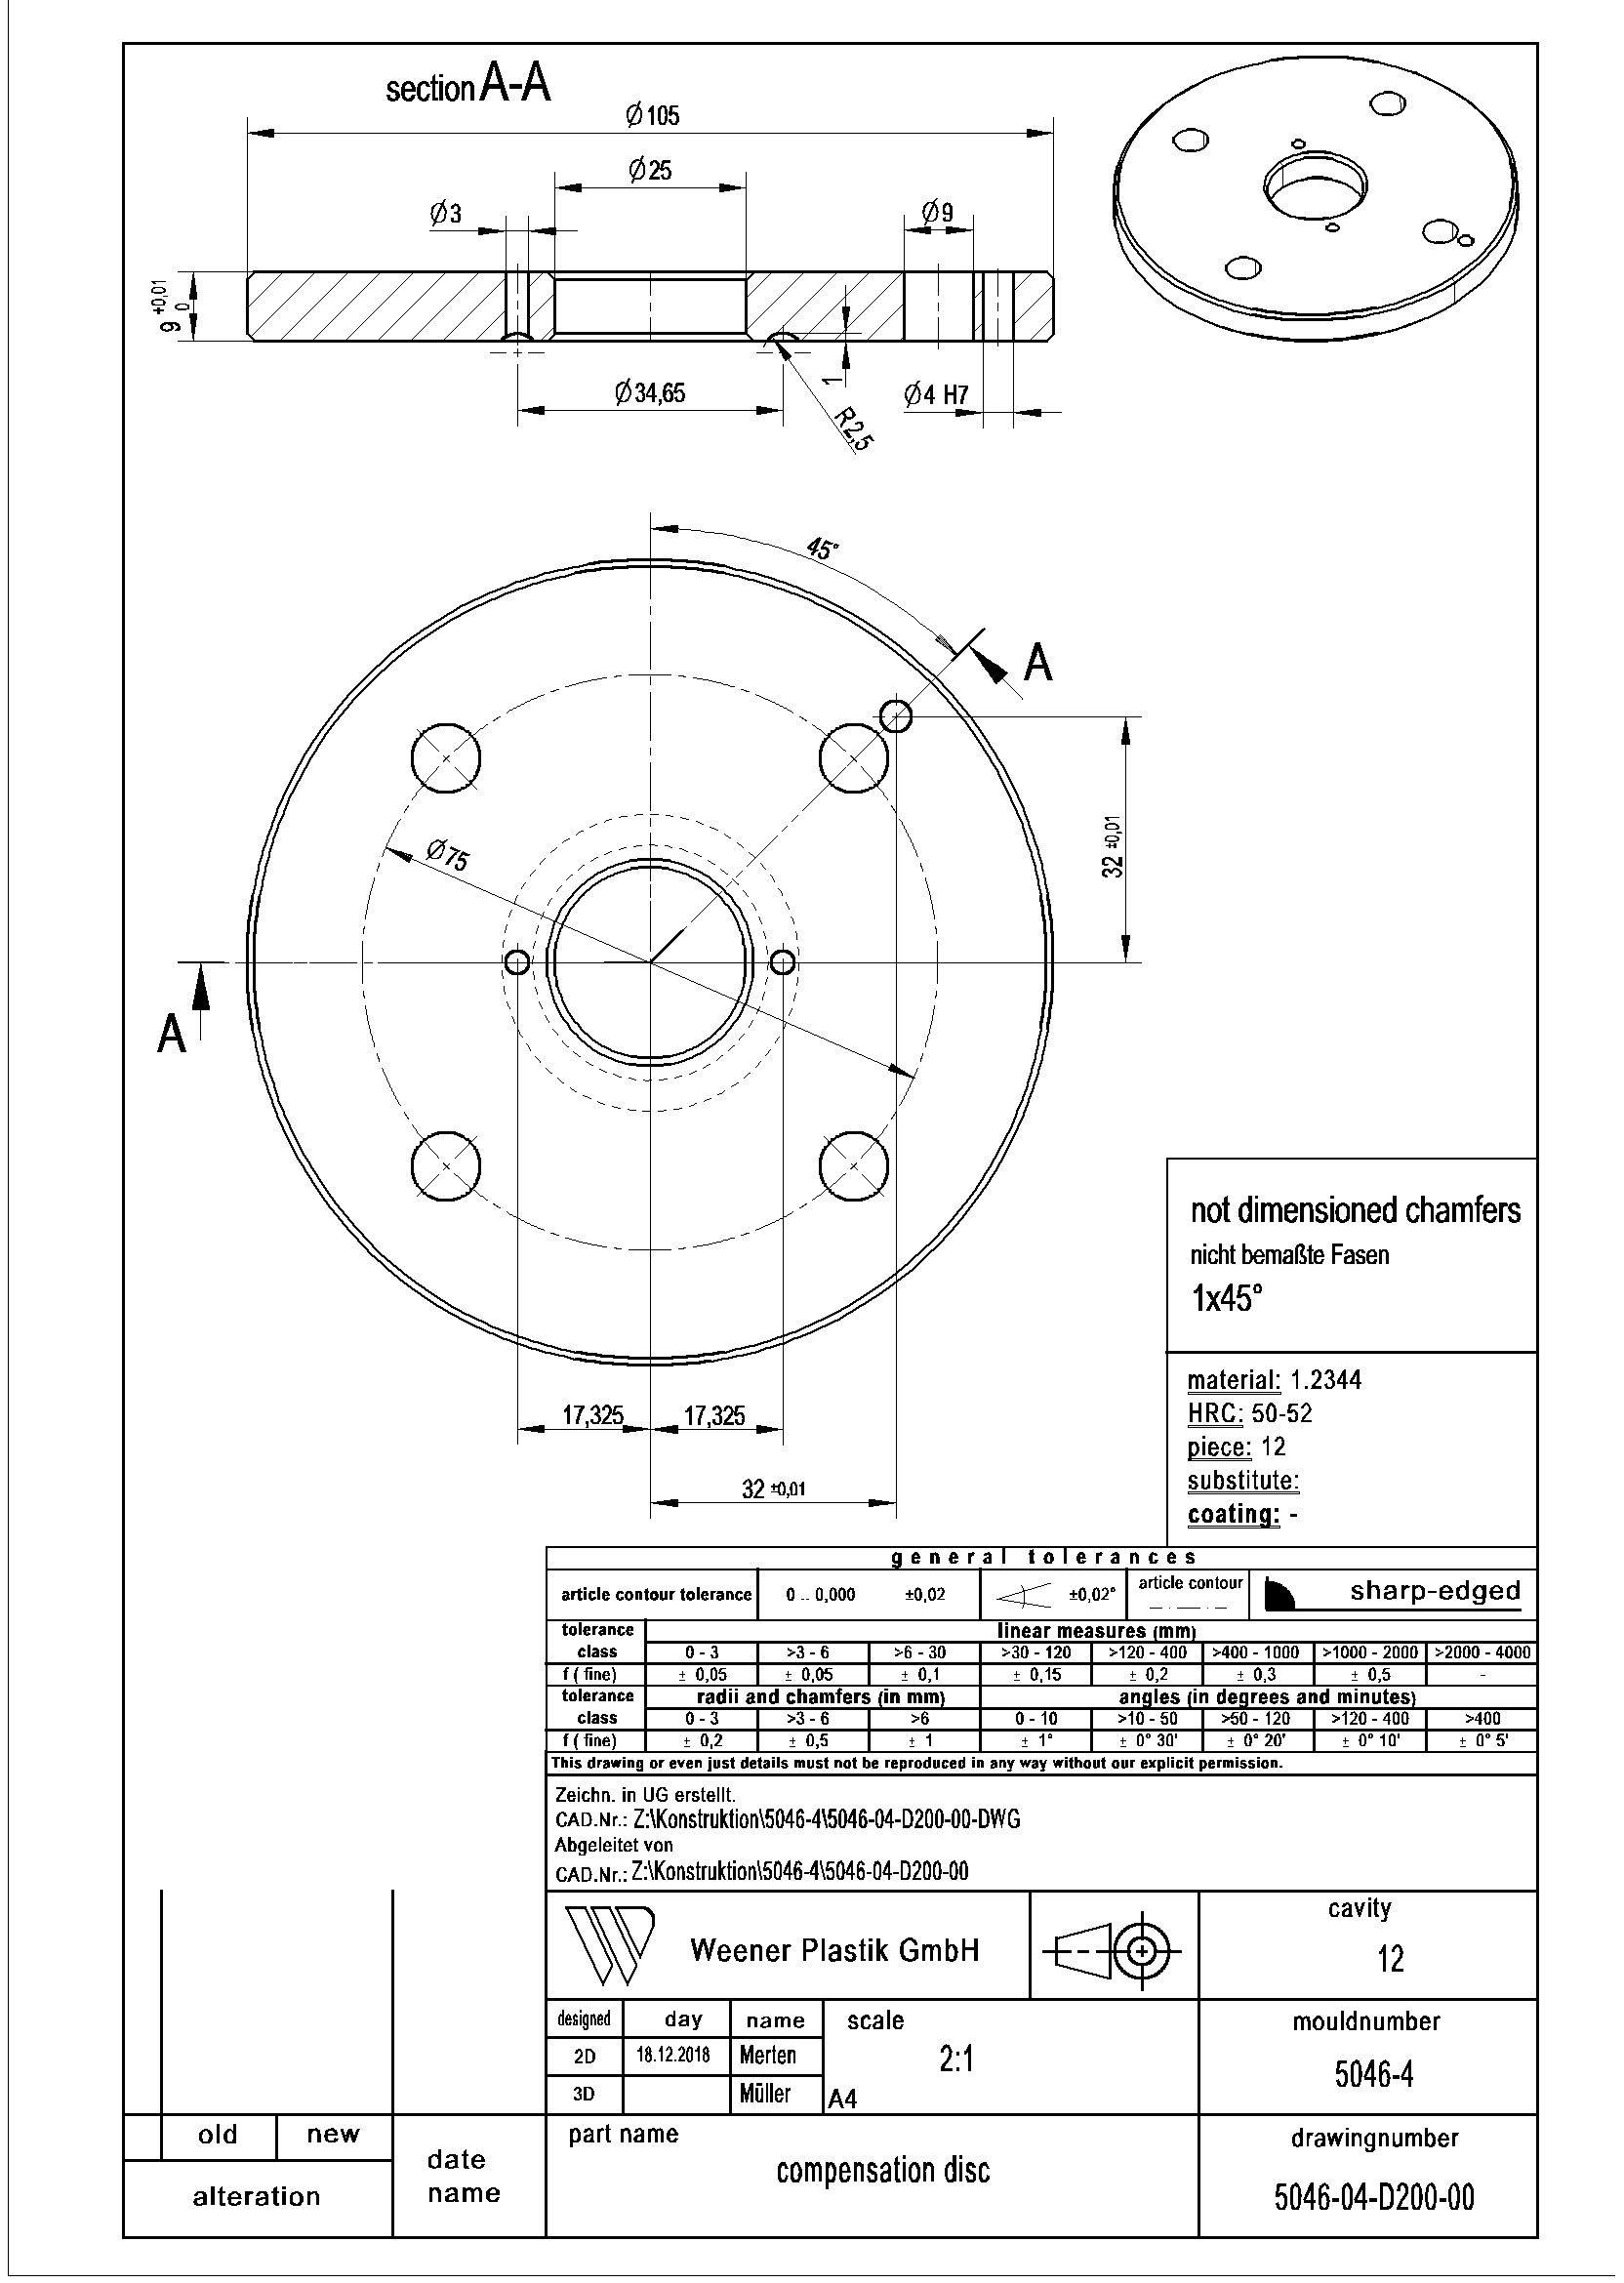 section A-A
Ø105
Ø25
Ø3
Ø9
9 +0,01 0
Ø34,65
1
R2,5
Ø4 H7
45°
A
Ø75
32 ±0,01
A
17,325
17,325
32 ±0,01
not dimensioned chamfers
nicht bemaßte Fasen
1x45°
material: 1.2344
HRC: 50-52
piece: 12
substitute:
coating: -
general tolerances
article contour tolerance 0 .. 0,000 ±0,02 ±0,02° article contour sharp-edged
tolerance class linear measures (mm)
0 - 3 >3 - 6 >6 - 30 >30 - 120 >120 - 400 >400 - 1000 >1000 - 2000 >2000 - 4000
f ( fine) ± 0,05 ± 0,05 ± 0,1 ± 0,15 ± 0,2 ± 0,3 ± 0,5 -
tolerance class radii and chamfers (in mm) angles (in degrees and minutes)
0 - 3 >3 - 6 >6 0 - 10 >10 - 50 >50 - 120 >120 - 400 >400
f ( fine) ± 0,2 ± 0,5 ± 1 ± 1° ± 0° 30' ± 0° 20' ± 0° 10' ± 0° 5'
This drawing or even just details must not be reproduced in any way without our explicit permission.
Zeichn. in UG erstellt.
CAD.Nr.: Z:\Konstruktion\5046-4\5046-04-D200-00-DWG
Abgeleitet von
CAD.Nr.: Z:\Konstruktion\5046-4\5046-04-D200-00
Weener Plastik GmbH
cavity
12
designed day name
2D 18.12.2018 Merten
3D Müller
scale
2:1
A4
mouldnumber
5046-4
old new
alteration
date
name
part name
compensation disc
drawingnumber
5046-04-D200-00